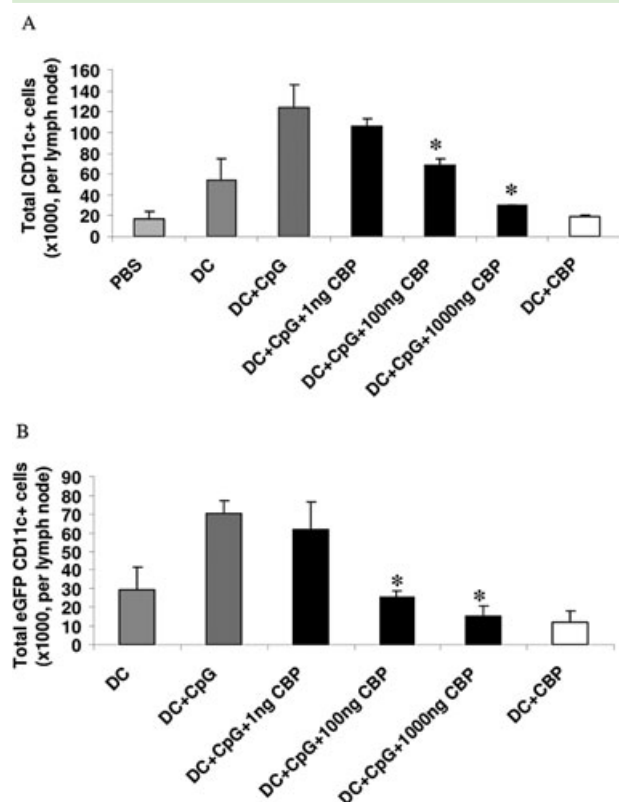 A
Total CD11c+ cells
(x1000, per lymph node)
160
140
120
100
80
60
40
20
0
*
*
PBS
DC
DC+CpG
DC+CpG+1ng CBP
DC+CpG+100ng CBP
DC+CpG+1000ng CBP
DC+CBP
B
Total eGFP CD11c+ cells
(x1000, per lymph node)
90
80
70
60
50
40
30
20
10
0
*
*
DC
DC+CpG
DC+CpG+1ng CBP
DC+CpG+100ng CBP
DC+CpG+1000ng CBP
DC+CBP